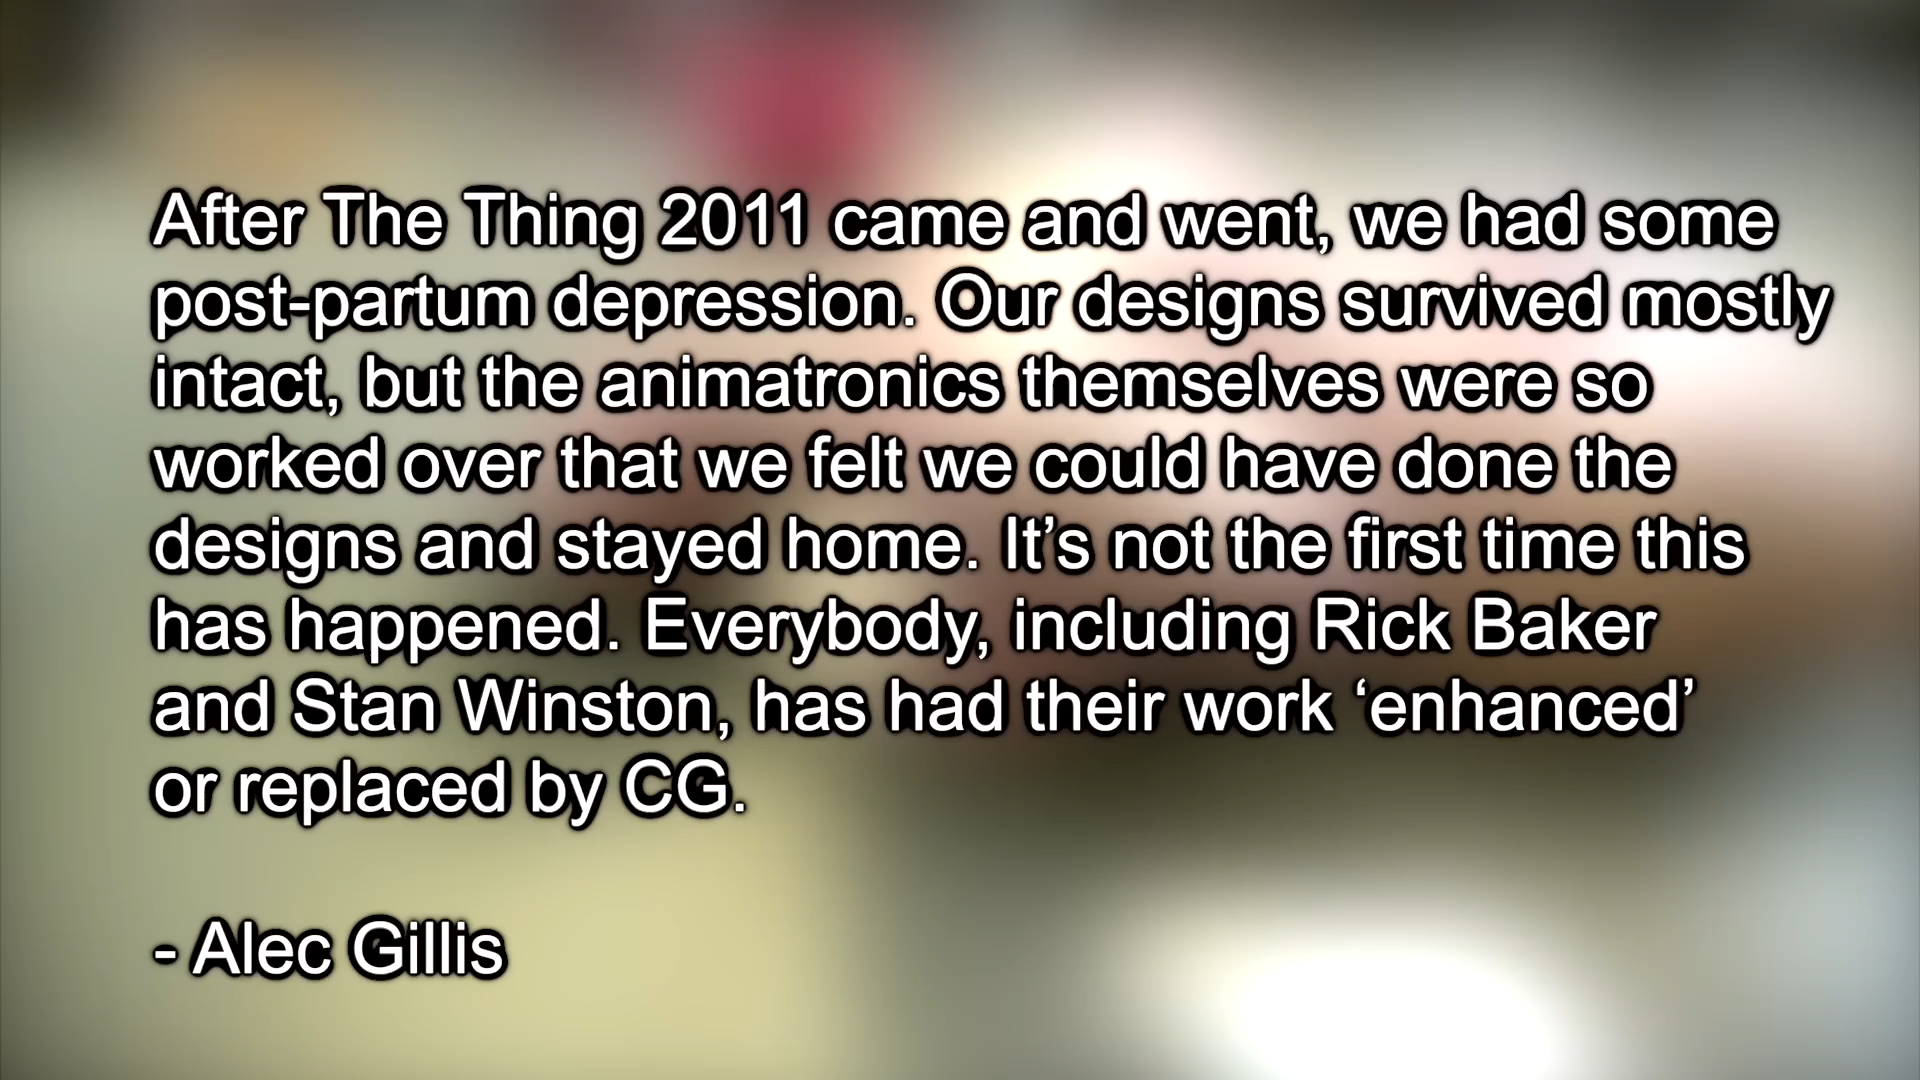 After The Thing 2011 came and went, we had some
post-partum depression. Our designs survived mostly
intact, but the animatronics themselves were so
worked over that we felt we could have done the
designs and stayed home. It’s not the first time this
has happened. Everybody, including Rick Baker
and Stan Winston, has had their work ‘enhanced’
or replaced by CG.
- Alec Gillis